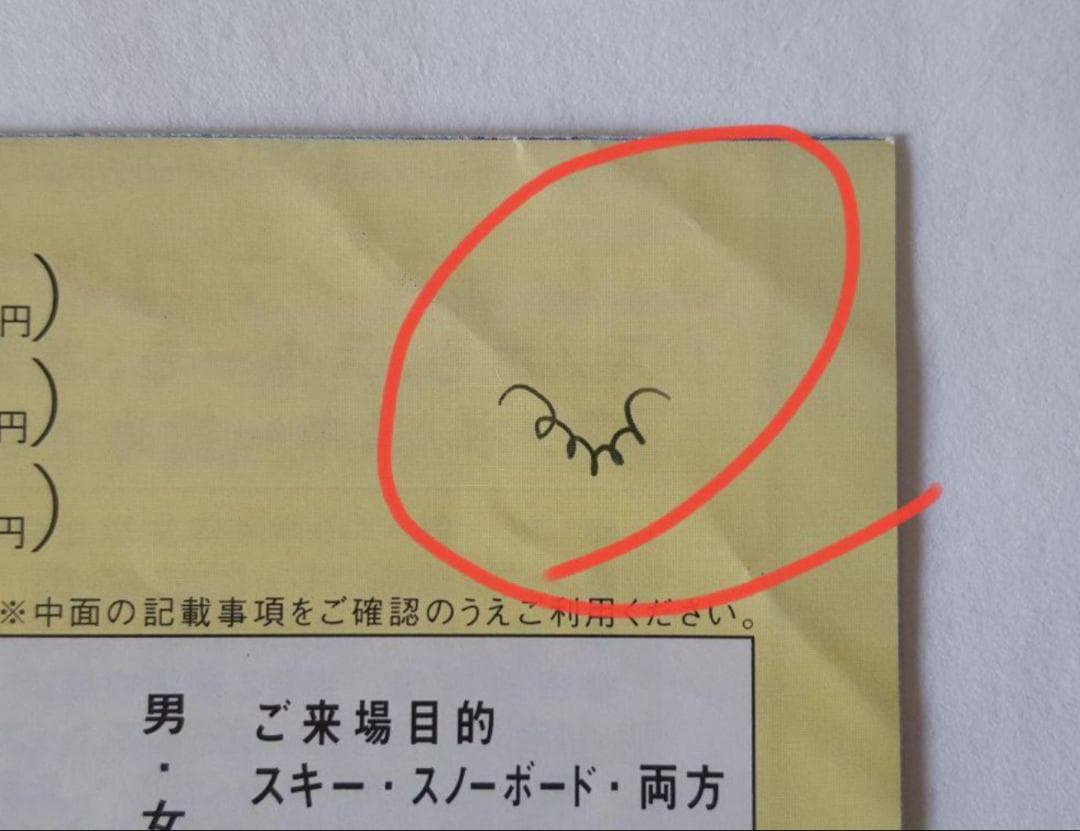 円)
円)
円)
※中面の記載事項をご確認のうえご利用ください。
男・女
ご来場目的
スキー・スノーボード・両方